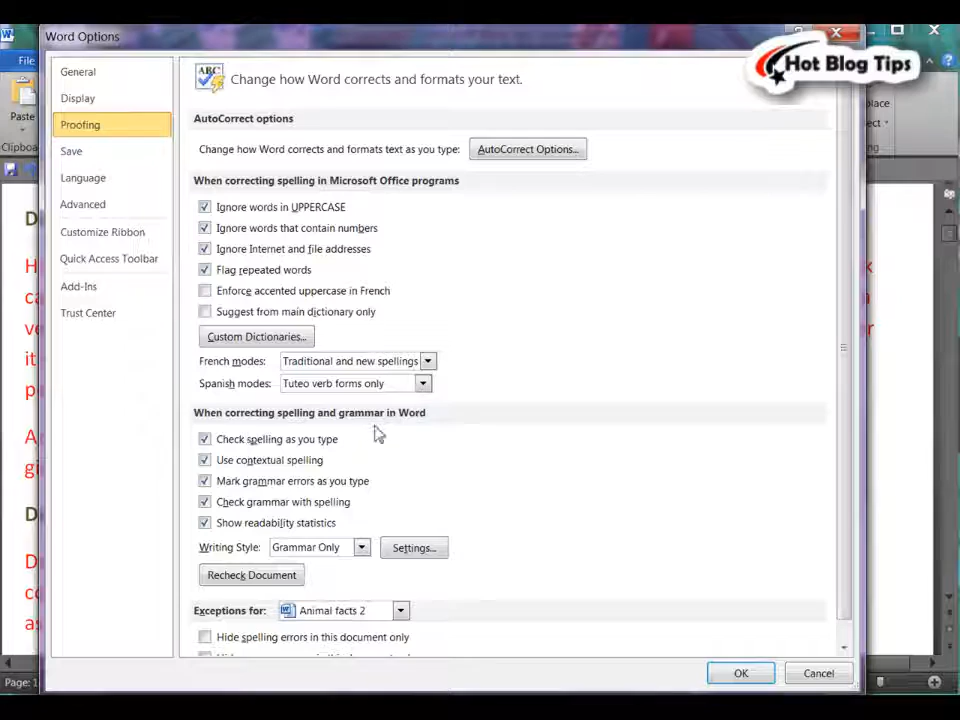 Word Options
Hot Blog Tips
File
General
ABC
Change how Word corrects and formats your text.
Display
Paste
Proofing
AutoCorrect options
Clipboa
Save
Change how Word corrects and formats text as you type:
AutoCorrect Options...
Language
When correcting spelling in Microsoft Office programs
Advanced
Ignore words in UPPERCASE
Customize Ribbon
Ignore words that contain numbers
Quick Access Toolbar
Ignore Internet and file addresses
Flag repeated words
Add-Ins
Enforce accented uppercase in French
Trust Center
Suggest from main dictionary only
Custom Dictionaries...
French modes:
Traditional and new spellings
Spanish modes:
Tuteo verb forms only
When correcting spelling and grammar in Word
Check spelling as you type
Use contextual spelling
Mark grammar errors as you type
Check grammar with spelling
Show readability statistics
Writing Style:
Grammar Only
Settings...
Recheck Document
Exceptions for:
Animal facts 2
Hide spelling errors in this document only
OK
Cancel
Page: 1